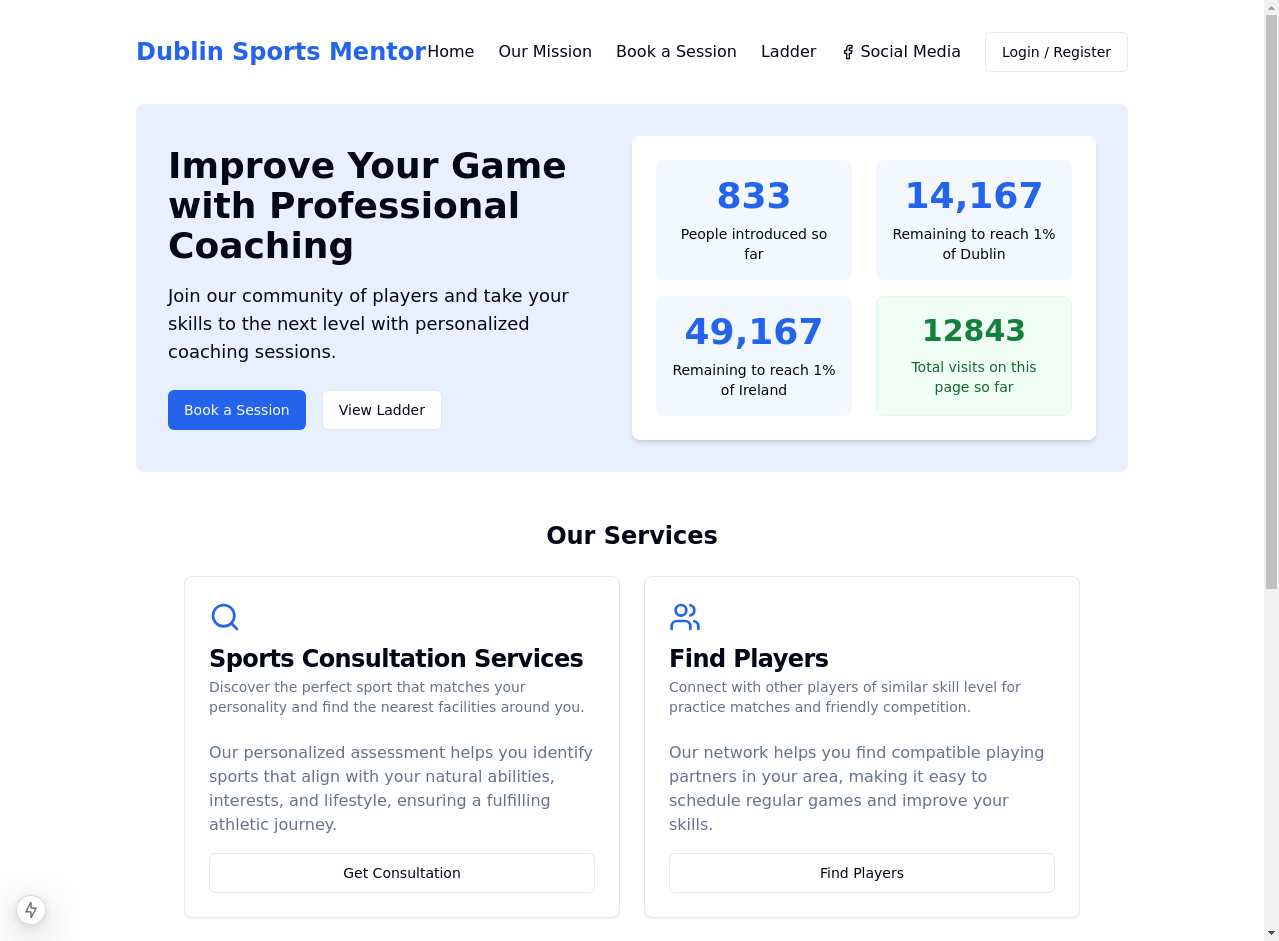 Dublin Sports Mentor
Home
Our Mission
Book a Session
Ladder
Social Media
Login / Register
Improve Your Game
with Professional
Coaching
Join our community of players and take your
skills to the next level with personalized
coaching sessions.
Book a Session
View Ladder
833
People introduced so
far
14,167
Remaining to reach 1%
of Dublin
49,167
Remaining to reach 1%
of Ireland
12843
Total visits on this
page so far
Our Services
Sports Consultation Services
Discover the perfect sport that matches your
personality and find the nearest facilities around you.
Our personalized assessment helps you identify
sports that align with your natural abilities,
interests, and lifestyle, ensuring a fulfilling
athletic journey.
Get Consultation
Find Players
Connect with other players of similar skill level for
practice matches and friendly competition.
Our network helps you find compatible playing
partners in your area, making it easy to
schedule regular games and improve your
skills.
Find Players